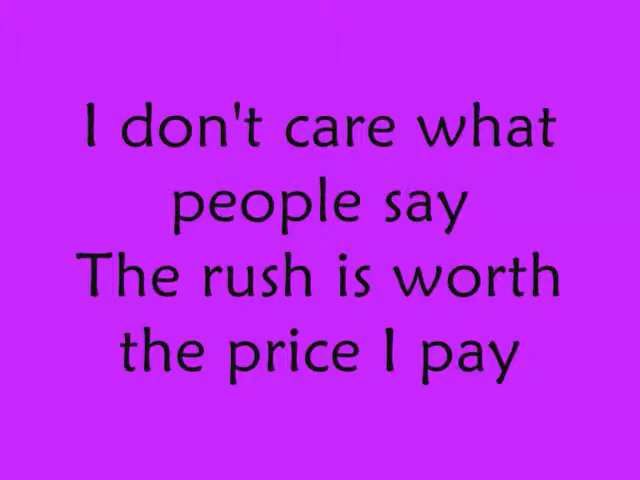 I don't care what
people say
The rush is worth
the price I pay